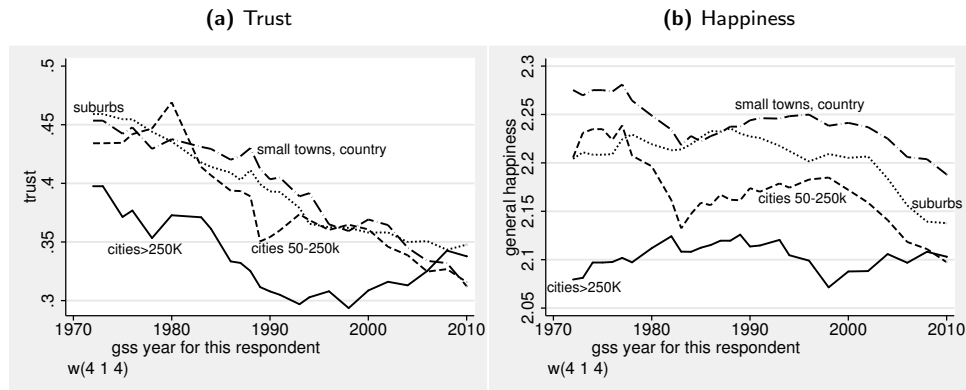 (a) Trust
.5
.45
.4
.35
.3
trust
suburbs
small towns, country
cities 50-250k
cities>250K
1970 1980 1990 2000 2010
gss year for this respondent
w(4 1 4)
(b) Happiness
2.3
2.25
2.2
2.15
2.1
2.05
general happiness
small towns, country
cities 50-250k
suburbs
cities>250K
1970 1980 1990 2000 2010
gss year for this respondent
w(4 1 4)